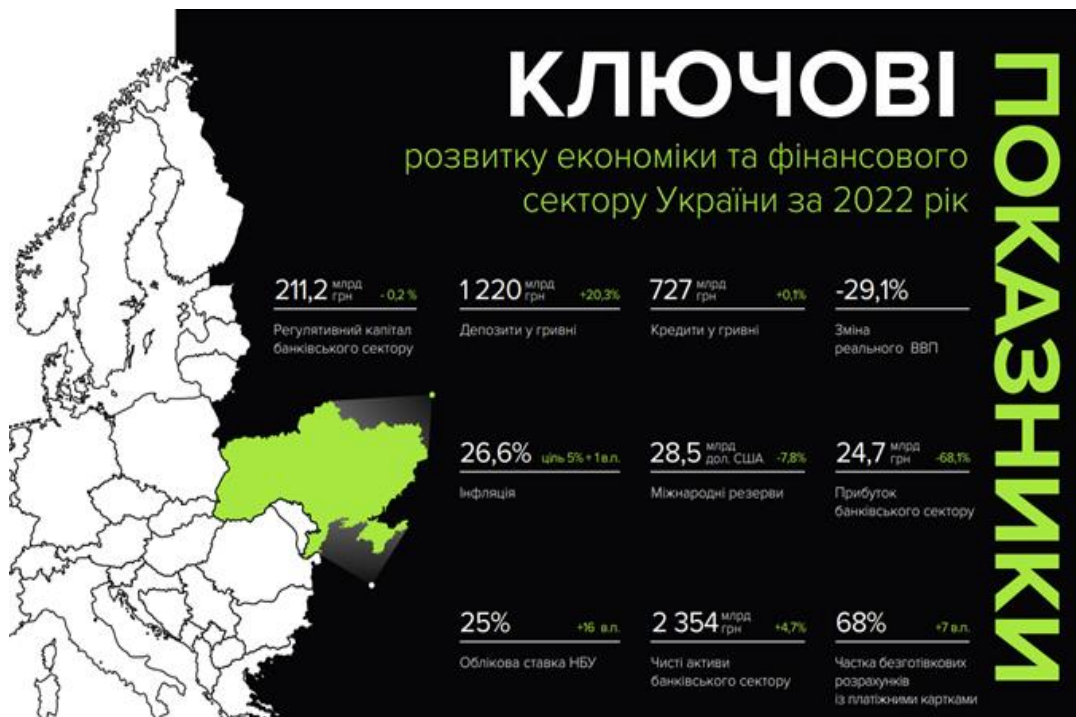 КЛЮЧОВІ
ПОКАЗНИКИ
розвитку економіки та фінансового
сектору України за 2022 рік
211,2 млрд грн - 0,2 %
Регулятивний капітал
банківського сектору
1 220 млрд грн +20,3%
Депозити у гривні
727 млрд грн +0,1%
Кредити у гривні
-29,1%
Зміна
реального ВВП
26,6% ціль 5% + 1 в.п.
Інфляція
28,5 млрд дол. США -7,8%
Міжнародні резерви
24,7 млрд грн -68,1%
Прибуток
банківського сектору
25% +16 в.п.
Облікова ставка НБУ
2 354 млрд грн +4,7%
Чисті активи
банківського сектору
68% +7 в.п.
Частка безготівкових
розрахунків
із платіжними картками